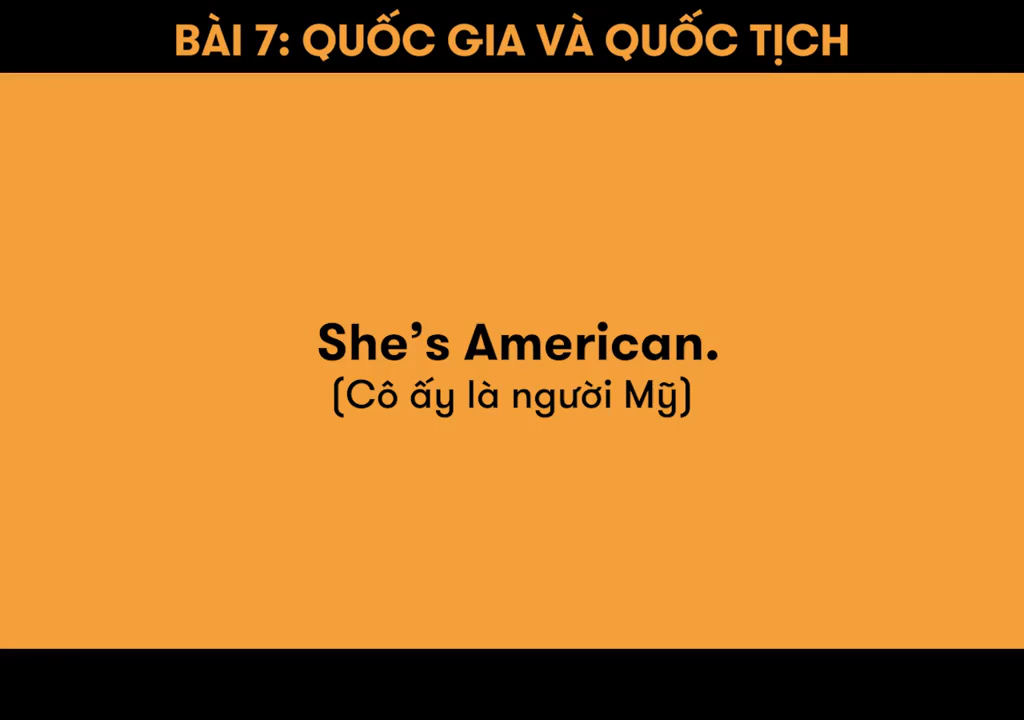 BÀI 7: QUỐC GIA VÀ QUỐC TỊCH
She’s American.
(Cô ấy là người Mỹ)